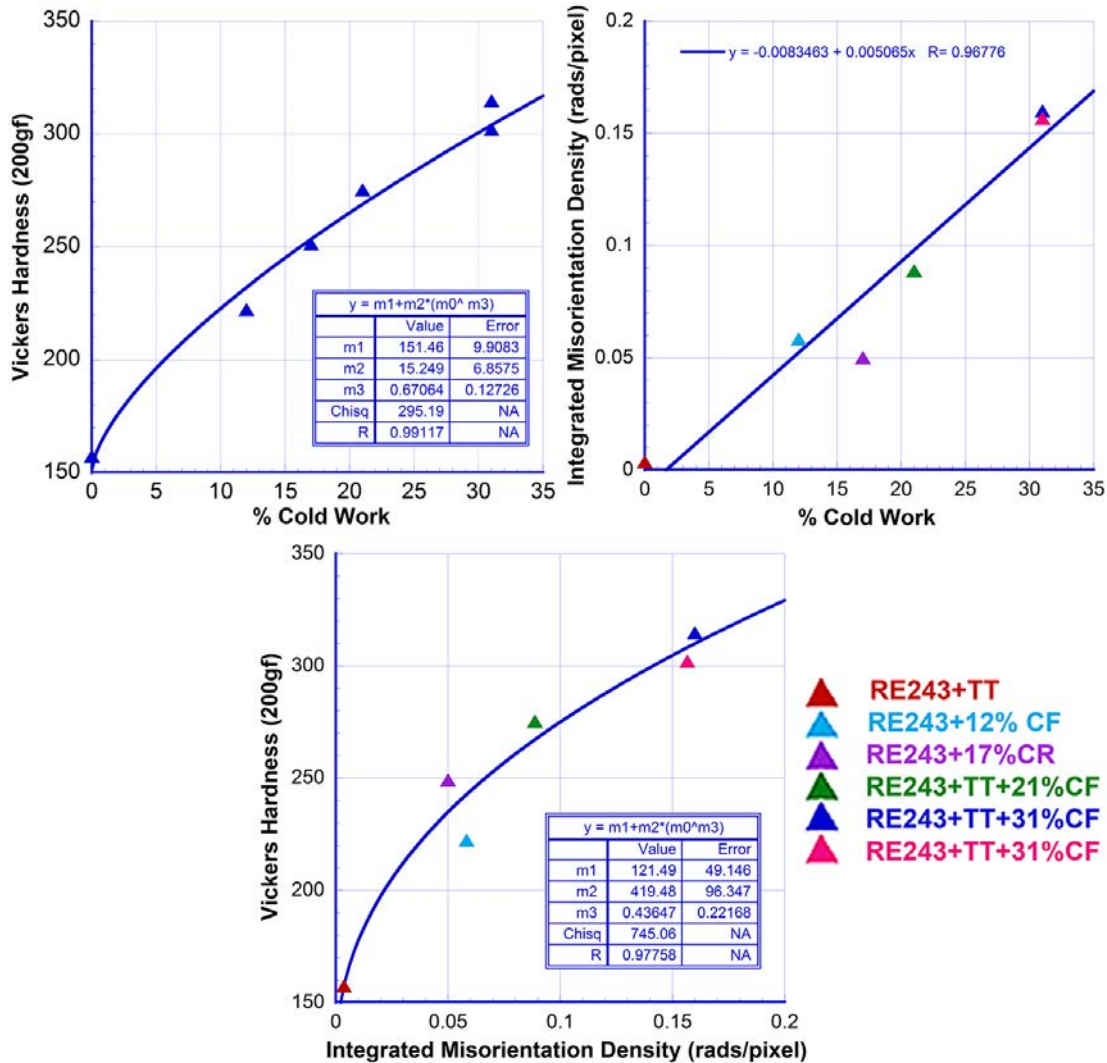 350
300
250
200
150
Vickers Hardness (200gf)
y = m1+m2*(m0^ m3)
Value Error
m1 151.46 9.9083
m2 15.249 6.8575
m3 0.67064 0.12726
Chisq 295.19 NA
R 0.99117 NA
0 5 10 15 20 25 30 35
% Cold Work
0.2
0.15
0.1
0.05
0
Integrated Misorientation Density (rads/pixel)
y = -0.0083463 + 0.005065x R= 0.96776
0 5 10 15 20 25 30 35
% Cold Work
350
300
250
200
150
Vickers Hardness (200gf)
y = m1+m2*(m0^m3)
Value Error
m1 121.49 49.146
m2 419.48 96.347
m3 0.43647 0.22168
Chisq 745.06 NA
R 0.97758 NA
0 0.05 0.1 0.15 0.2
Integrated Misorientation Density (rads/pixel)
RE243+TT
RE243+12% CF
RE243+17%CR
RE243+TT+21%CF
RE243+TT+31%CF
RE243+TT+31%CF